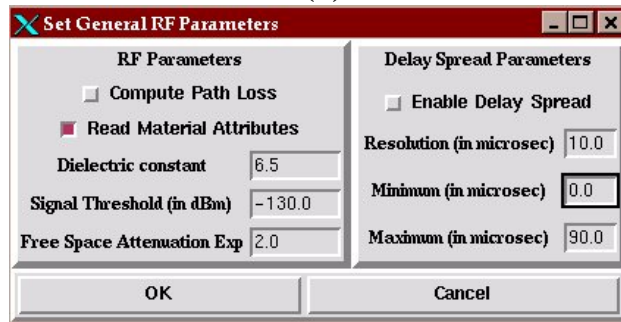 Set General RF Parameters
RF Parameters
Compute Path Loss
Read Material Attributes
Dielectric constant 6.5
Signal Threshold (in dBm) -130.0
Free Space Attenuation Exp 2.0
Delay Spread Parameters
Enable Delay Spread
Resolution (in microsec) 10.0
Minimum (in microsec) 0.0
Maximum (in microsec) 90.0
OK
Cancel